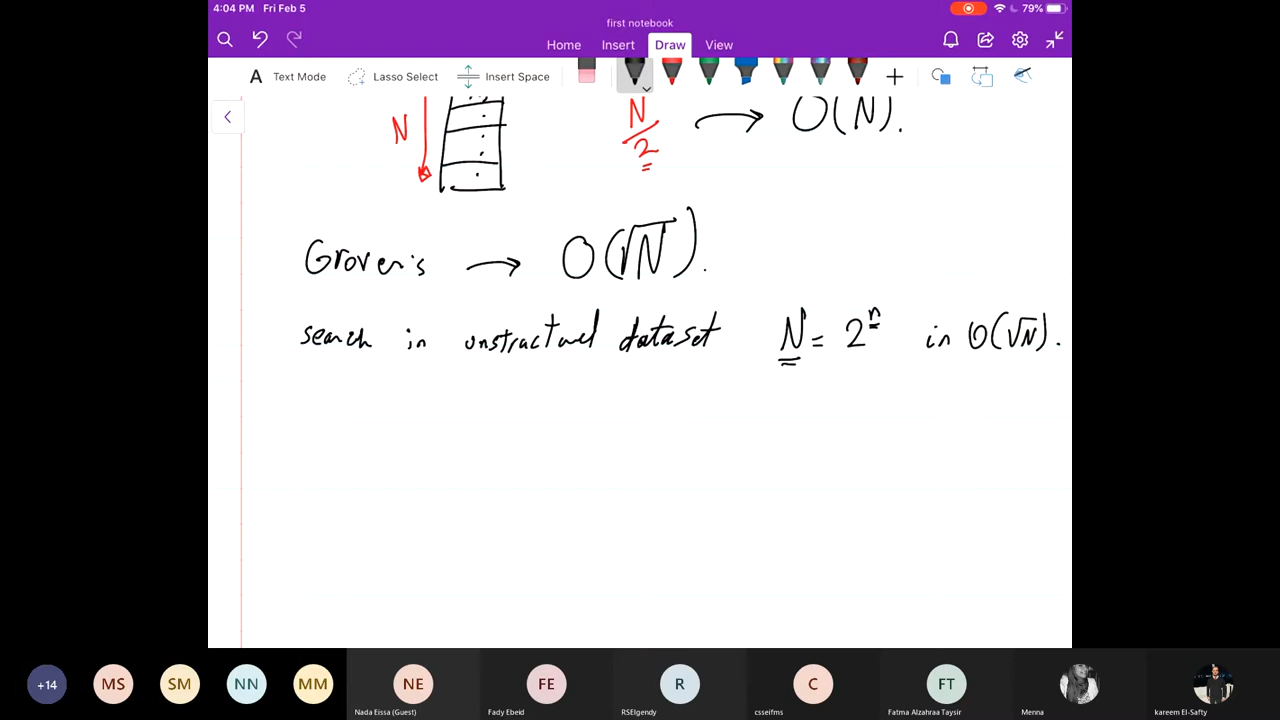 4:04 PM Fri Feb 5
79%
first notebook
Home Insert Draw View
A Text Mode Lasso Select Insert Space
N
N/2 → O(N).
Grover's → O(√N).
search in unstructured dataset N = 2^n in O(√N).
+14 MS SM NN MM NE FE R C FT
Nada Eissa (Guest) Fady Ebeid RSElgendy csseifms Fatma Alzahraa Taysir Menna kareem El-Safty